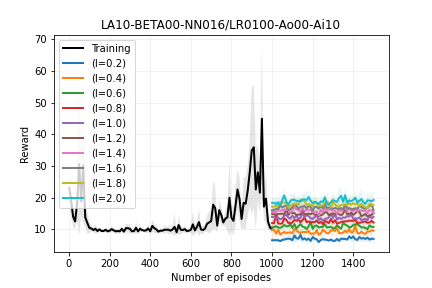 LA10-BETA00-NN016/LR0100-Ao00-Ai10
Reward
70
60
50
40
30
20
10
Training
(l=0.2)
(l=0.4)
(l=0.6)
(l=0.8)
(l=1.0)
(l=1.2)
(l=1.4)
(l=1.6)
(l=1.8)
(l=2.0)
0 200 400 600 800 1000 1200 1400
Number of episodes